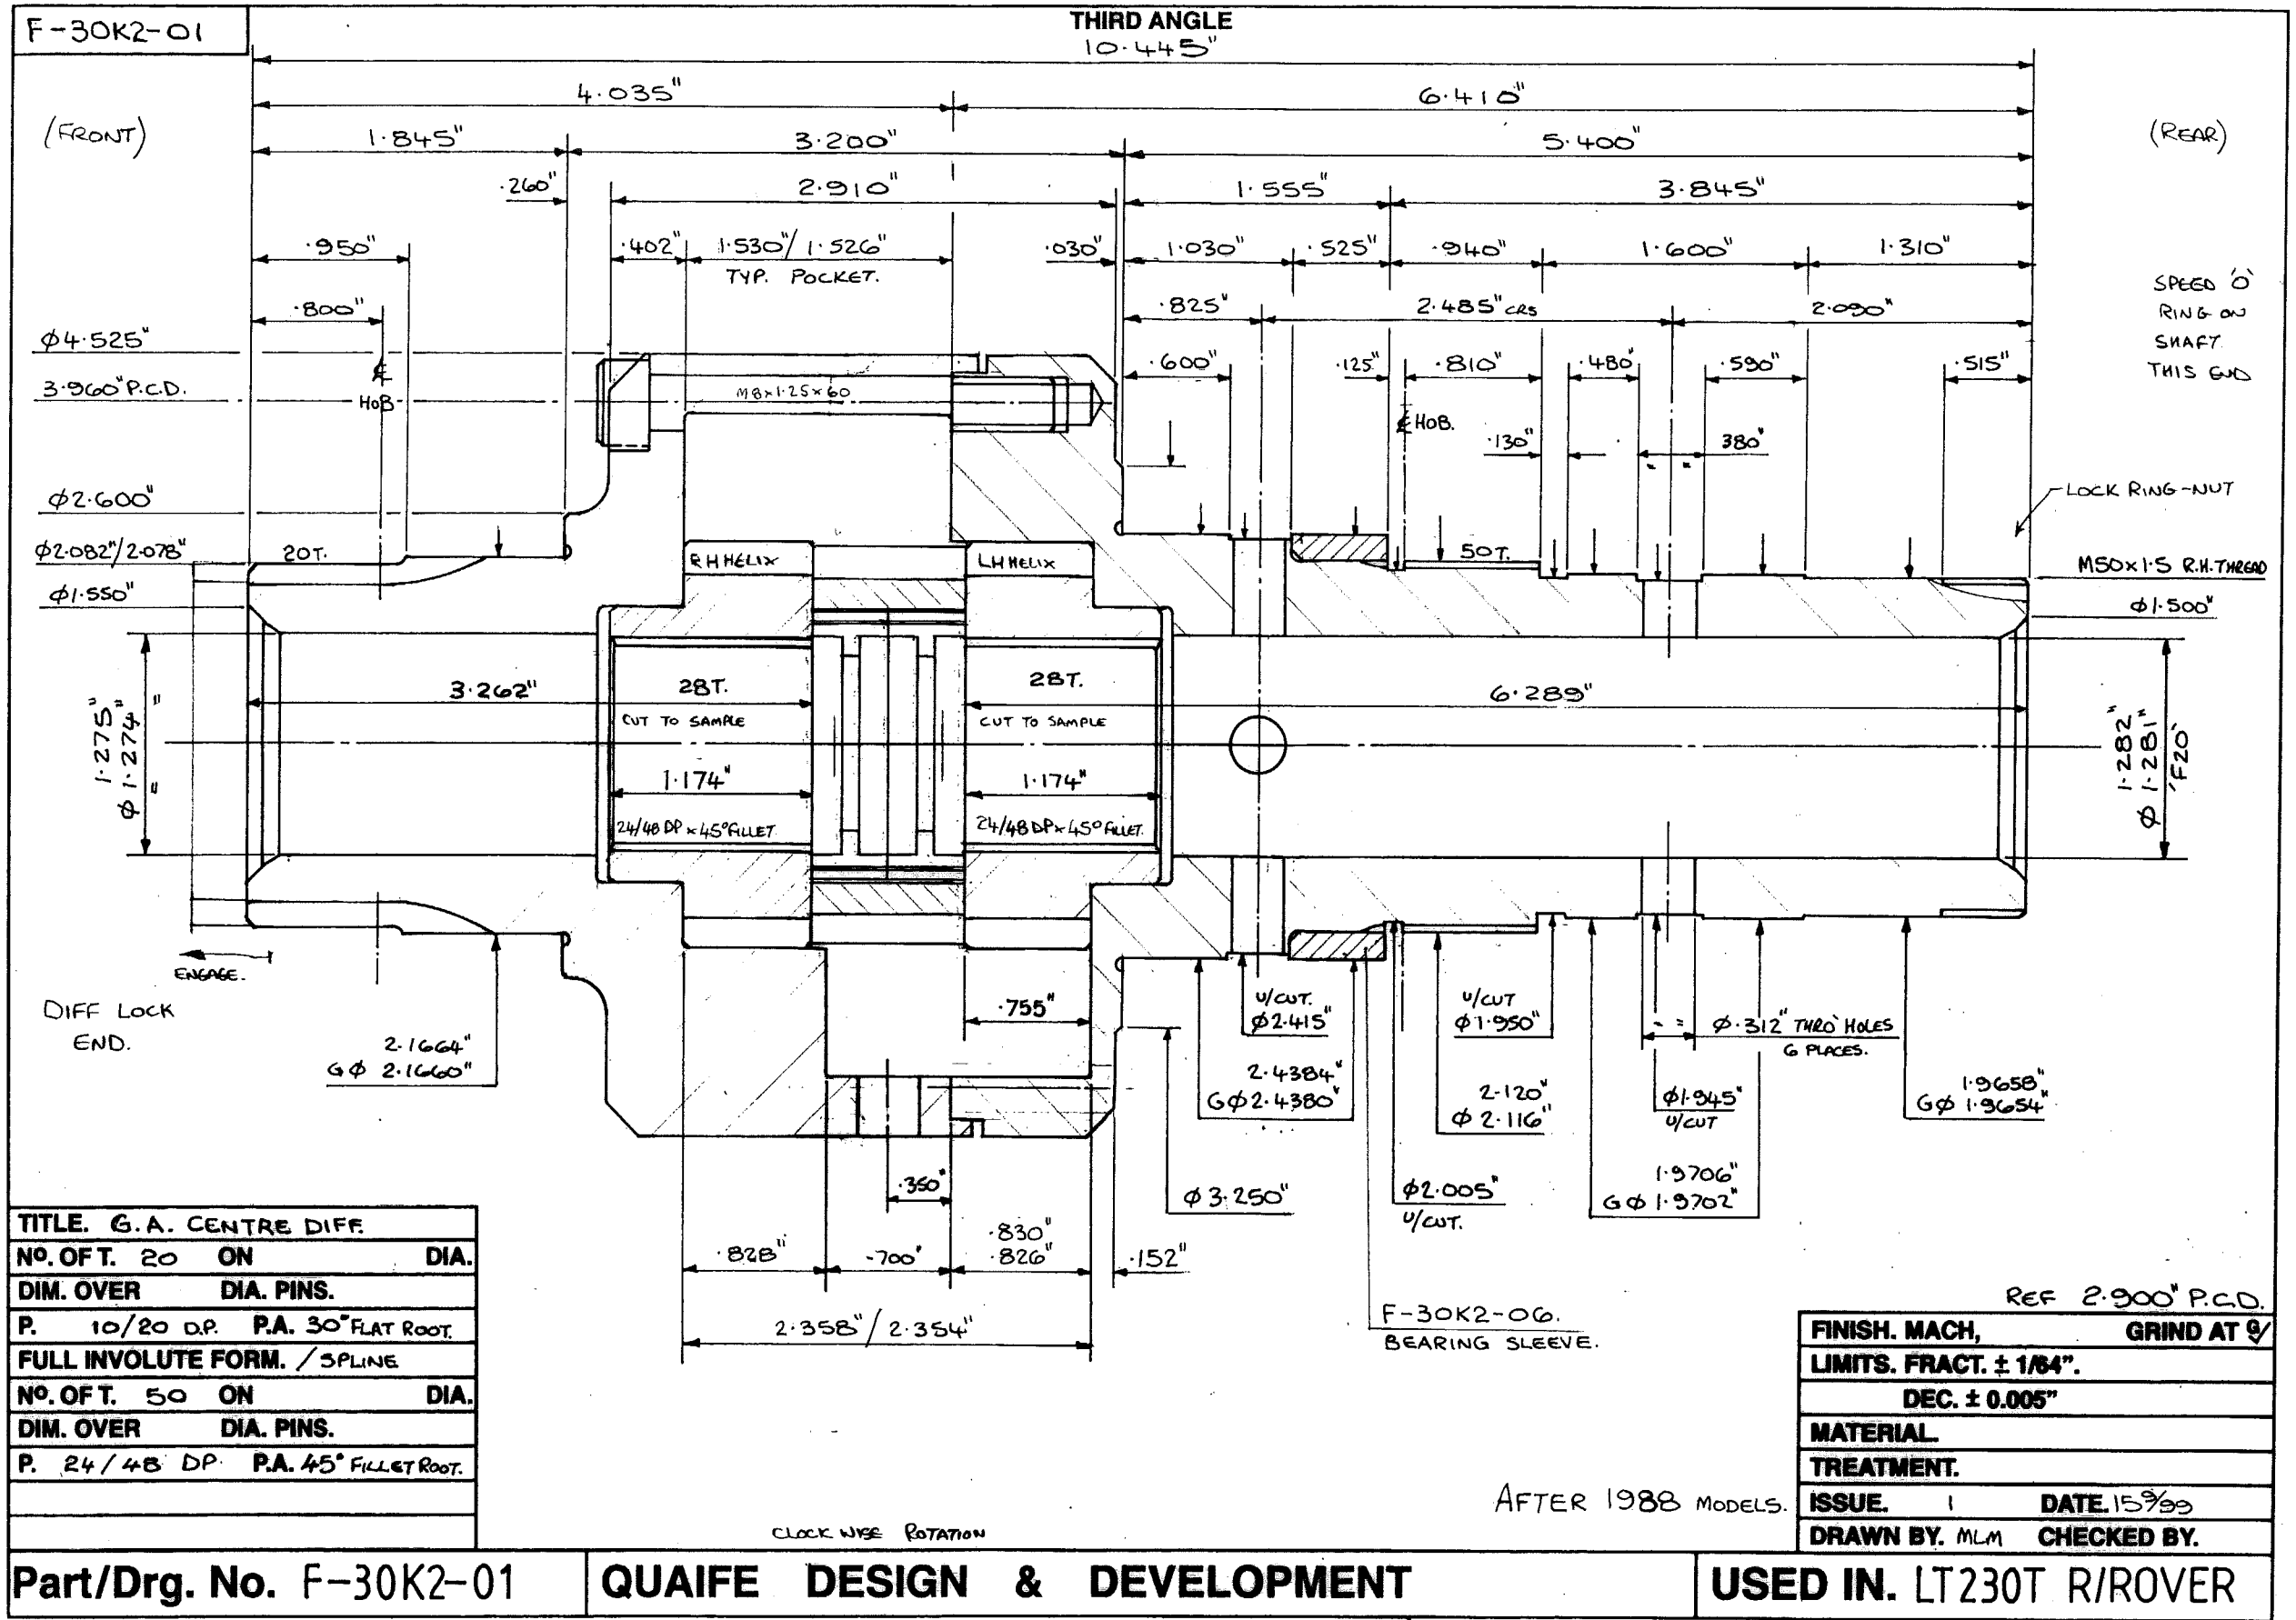 F-30K2-01
THIRD ANGLE
10.445"
4.035"
6.410"
(FRONT)
1.845"
3.200"
5.400"
(REAR)
.260"
2.910"
1.555"
3.845"
.950"
.402"
1.530"/1.526"
TYP. POCKET.
.030"
1.030"
.525"
.940"
1.600"
1.310"
SPEED 'O'
RING ON
SHAFT
THIS END
.800"
.825"
2.485" CRS
2.090"
φ4.525"
3.960" P.C.D.
℄
HOB
M8×1.25×60
.600"
.125"
.810"
.480"
.590"
.515"
℄ HOB.
.130"
380"
LOCK RING-NUT
φ2.600"
φ2.082"/2.078"
20T.
R H HELIX
L H HELIX
50T.
M50×1.5 R.H. THREAD
φ1.550"
φ1.500"
3.262"
28T.
CUT TO SAMPLE
28T.
CUT TO SAMPLE
6.289"
1.275"
φ1.274"
1.174"
1.174"
1.282"
φ 1.281"
'F20'
24/48 DP × 45° FILLET.
24/48 DP × 45° FILLET.
ENGAGE.
DIFF LOCK
END.
2.1664"
G φ 2.1660"
.755"
U/CUT.
φ2.415"
U/CUT
φ1.950"
φ.312" THRO' HOLES
6 PLACES.
2.4384"
G φ 2.4380"
2.120"
φ 2.116"
φ1.945"
U/CUT
1.9658"
G φ 1.9654"
.350"
φ3.250"
φ2.005"
U/CUT.
1.9706"
G φ 1.9702"
.828"
.700"
.830"
.826"
.152"
2.358"/2.354"
F-30K2-06.
BEARING SLEEVE.
REF 2.900" P.C.D.
TITLE. G.A. CENTRE DIFF.
Nº. OF T. 20 ON DIA.
DIM. OVER DIA. PINS.
P. 10/20 D.P. P.A. 30° FLAT ROOT.
FULL INVOLUTE FORM. / SPLINE
Nº. OF T. 50 ON DIA.
DIM. OVER DIA. PINS.
P. 24/48 DP. P.A. 45° FILLET ROOT.
FINISH. MACH, GRIND AT G/
LIMITS. FRACT. ± 1/64".
DEC. ± 0.005"
MATERIAL.
TREATMENT.
ISSUE. 1 DATE. 15/9/99
DRAWN BY. MLM CHECKED BY.
AFTER 1988 MODELS.
CLOCK WISE ROTATION
Part/Drg. No. F-30K2-01
QUAIFE DESIGN & DEVELOPMENT
USED IN. LT230T R/ROVER